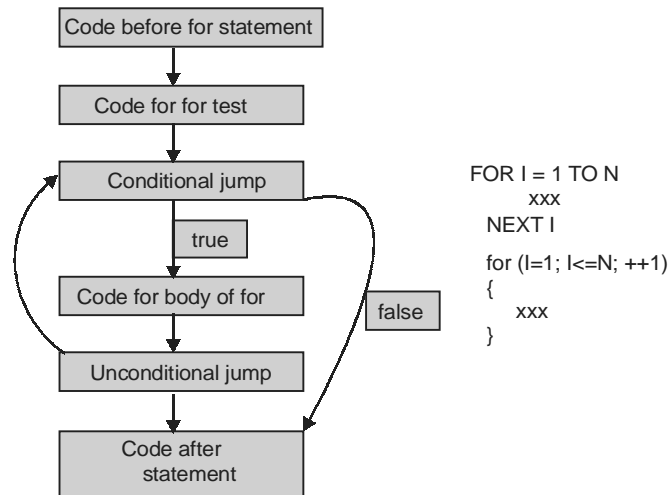 Code before for statement
Code for for test
Conditional jump
true
Code for body of for
false
Unconditional jump
Code after
statement
FOR I = 1 TO N
xxx
NEXT I
for (I=1; I<=N; ++1)
{
xxx
}